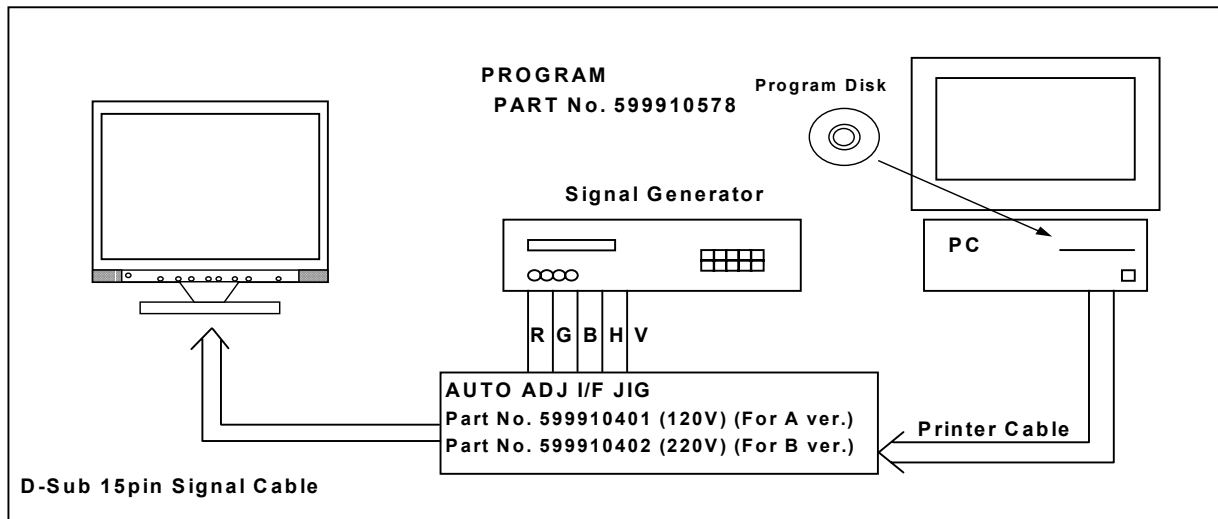 PROGRAM
PART No. 599910578
Program Disk
Signal Generator
PC
R G B H V
AUTO ADJ I/F JIG
Part No. 599910401 (120V) (For A ver.)
Part No. 599910402 (220V) (For B ver.)
Printer Cable
D-Sub 15pin Signal Cable